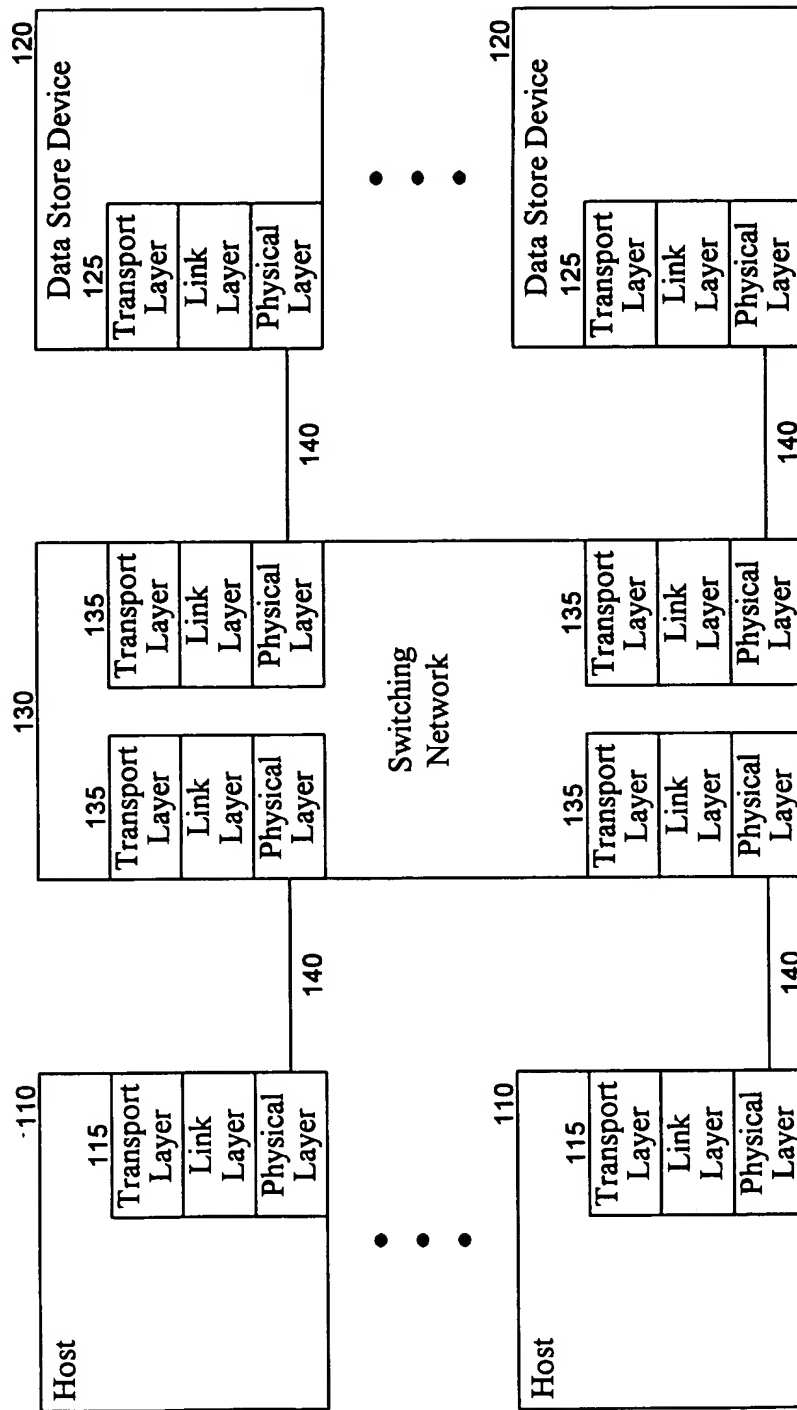 -110
Host
115
Transport
Layer
Link
Layer
Physical
Layer
140
130
135
Transport
Layer
Link
Layer
Physical
Layer
135
Transport
Layer
Link
Layer
Physical
Layer
140
120
Data Store Device
125
Transport
Layer
Link
Layer
Physical
Layer
Switching
Network
110
Host
115
Transport
Layer
Link
Layer
Physical
Layer
140
135
Transport
Layer
Link
Layer
Physical
Layer
135
Transport
Layer
Link
Layer
Physical
Layer
140
120
Data Store Device
125
Transport
Layer
Link
Layer
Physical
Layer